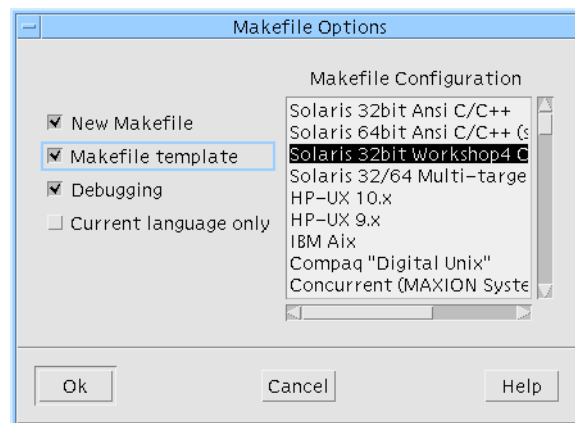 Makefile Options
Makefile Configuration
New Makefile
Makefile template
Debugging
Current language only
Solaris 32bit Ansi C/C++
Solaris 64bit Ansi C/C++ (s
Solaris 32bit Workshop4 C
Solaris 32/64 Multi-targe
HP-UX 10.x
HP-UX 9.x
IBM Aix
Compaq "Digital Unix"
Concurrent (MAXION Syste
Ok
Cancel
Help